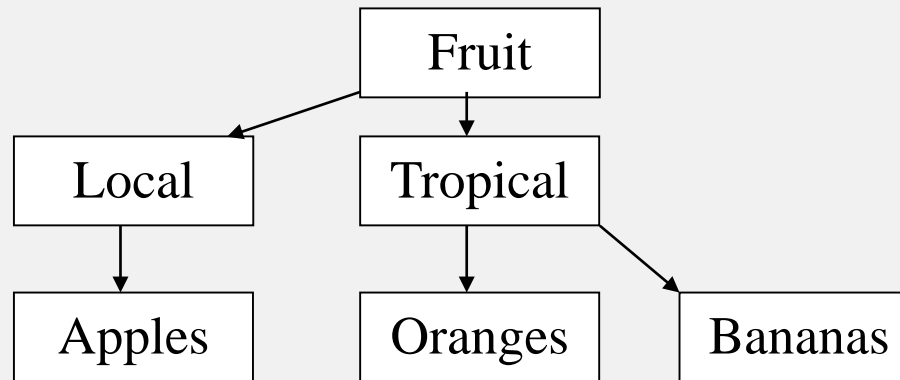 Fruit
Local
Tropical
Apples
Oranges
Bananas